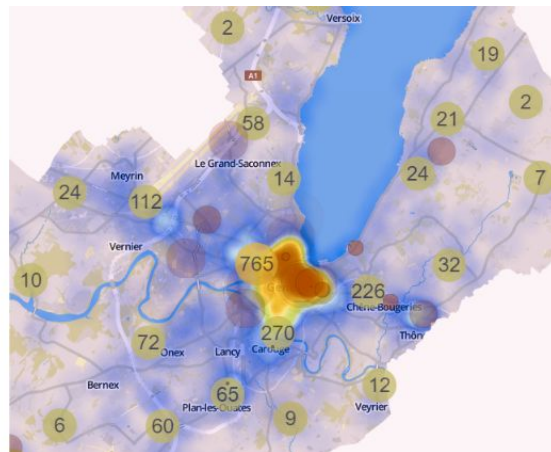 Versoix
2
19
A1
2
58
21
Le Grand-Saconnex
Meyrin
14
24
7
24
112
Vernier
765
32
10
226
Chêne-Bougeries
270
72
Thôn
Onex
Lancy
Carouge
Bernex
12
65
Plan-les-Ouates
Veyrier
9
6
60